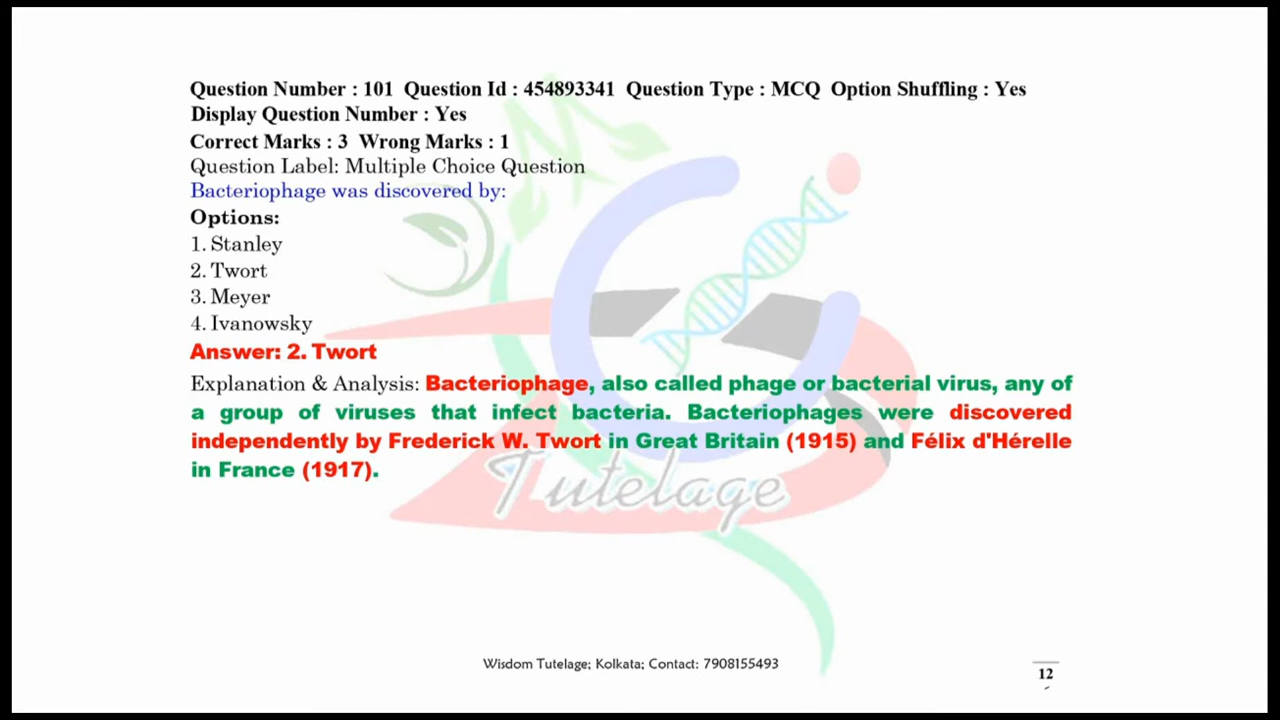 Question Number : 101 Question Id : 454893341 Question Type : MCQ Option Shuffling : Yes
Display Question Number : Yes
Correct Marks : 3 Wrong Marks : 1
Question Label: Multiple Choice Question
Bacteriophage was discovered by:
Options:
1. Stanley
2. Twort
3. Meyer
4. Ivanowsky
Answer: 2. Twort
Explanation & Analysis: Bacteriophage, also called phage or bacterial virus, any of
a group of viruses that infect bacteria. Bacteriophages were discovered
independently by Frederick W. Twort in Great Britain (1915) and Félix d'Hérelle
in France (1917).
Tutelage
Wisdom Tutelage; Kolkata; Contact: 7908155493
12